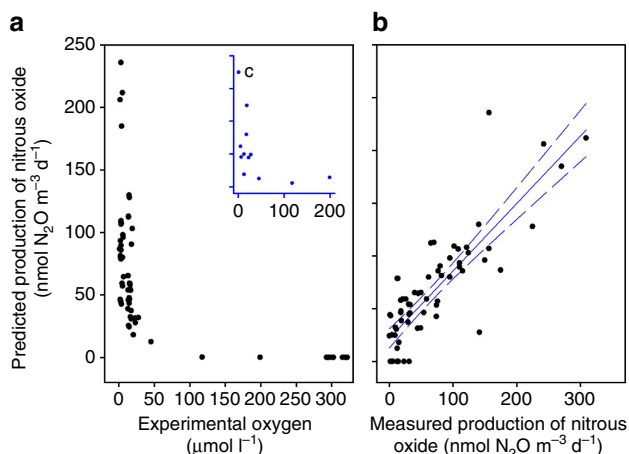 a
b
250
200
150
100
50
0
Predicted production of nitrous oxide
(nmol N₂O m⁻³ d⁻¹)
C
0 100 200
0 50 100 150 200 250 300
Experimental oxygen
(μmol l⁻¹)
0 100 200 300
Measured production of nitrous
oxide (nmol N₂O m⁻³ d⁻¹)